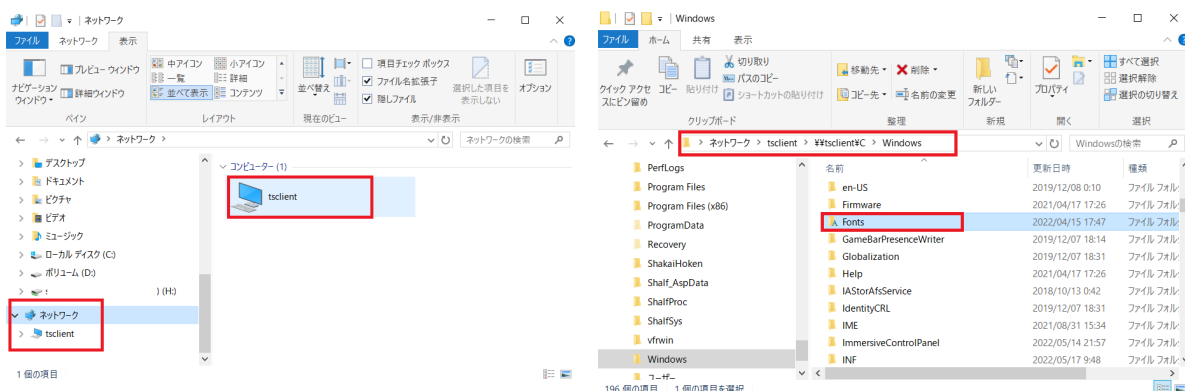 ネットワーク
ファイル ネットワーク 表示
ナビゲーション ウィンドウ
プレビュー ウィンドウ
詳細ウィンドウ
ペイン
中アイコン 小アイコン
一覧 詳細
並べて表示 コンテンツ
レイアウト
並べ替え
現在のビュー
項目チェック ボックス
ファイル名拡張子
隠しファイル
選択した項目を
表示しない
表示/非表示
オプション
ネットワーク
ネットワークの検索
デスクトップ
ドキュメント
ピクチャ
ビデオ
ミュージック
ローカル ディスク (C:)
ボリューム (D:)
) (H:)
ネットワーク
tsclient
コンピューター (1)
tsclient
1 個の項目
Windows
ファイル ホーム 共有 表示
クイック アクセス
にピン留め
コピー
貼り付け
切り取り
パスのコピー
ショートカットの貼り付け
クリップボード
移動先 削除
コピー先 名前の変更
整理
新しい
フォルダー
新規
プロパティ
開く
すべて選択
選択解除
選択の切り替え
選択
ネットワーク tsclient ¥¥tsclient¥C Windows
Windowsの検索
PerfLogs
Program Files
Program Files (x86)
ProgramData
Recovery
ShakaiHoken
Shalf_AspData
ShalfProc
ShalfSys
vfrwin
Windows
ユーザー
名前 更新日時 種類
en-US 2019/12/08 0:10 ファイル フォル
Firmware 2021/04/17 17:26 ファイル フォル
Fonts 2022/04/15 17:47 ファイル フォル
GameBarPresenceWriter 2019/12/07 18:14 ファイル フォル
Globalization 2019/12/07 18:31 ファイル フォル
Help 2021/04/17 17:26 ファイル フォル
IAStorAfsService 2018/10/13 0:42 ファイル フォル
IdentityCRL 2019/12/07 18:31 ファイル フォル
IME 2021/08/31 15:34 ファイル フォル
ImmersiveControlPanel 2022/05/14 21:57 ファイル フォル
INF 2022/05/17 9:48 ファイル フォル
196 個の項目 1 個の項目を選択